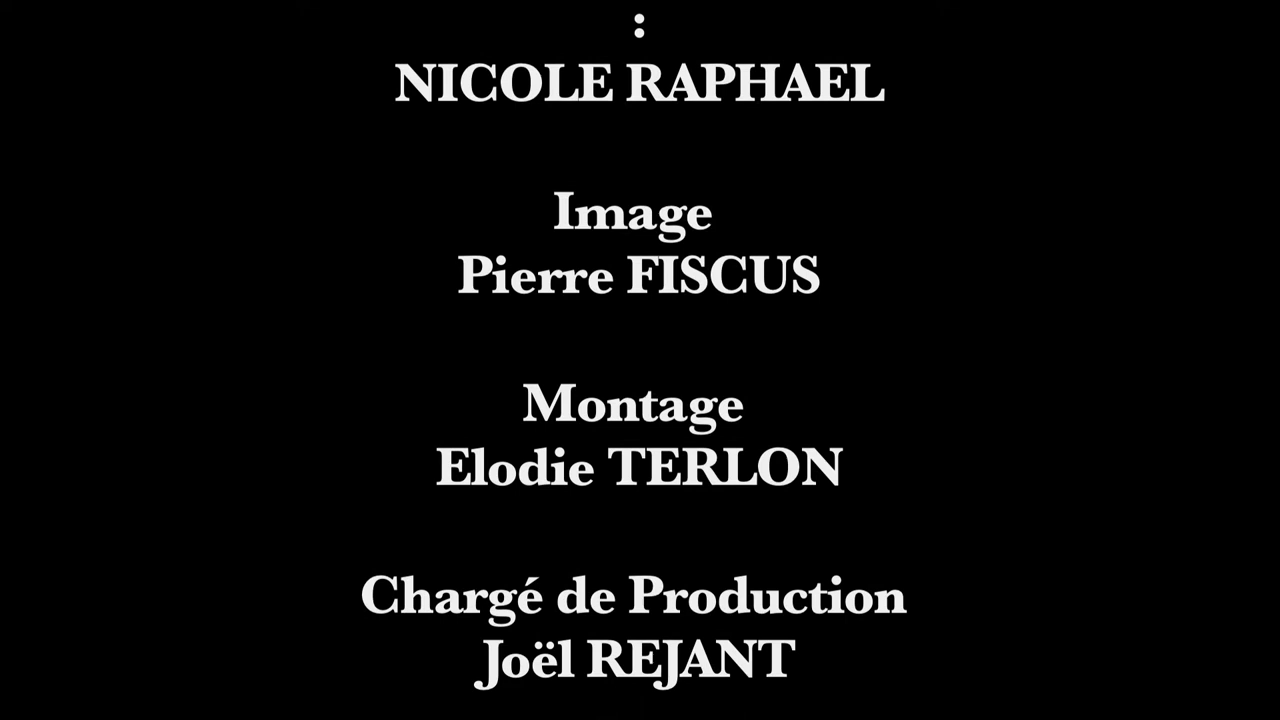 :
NICOLE RAPHAEL
Image
Pierre FISCUS
Montage
Elodie TERLON
Chargé de Production
Joël REJANT